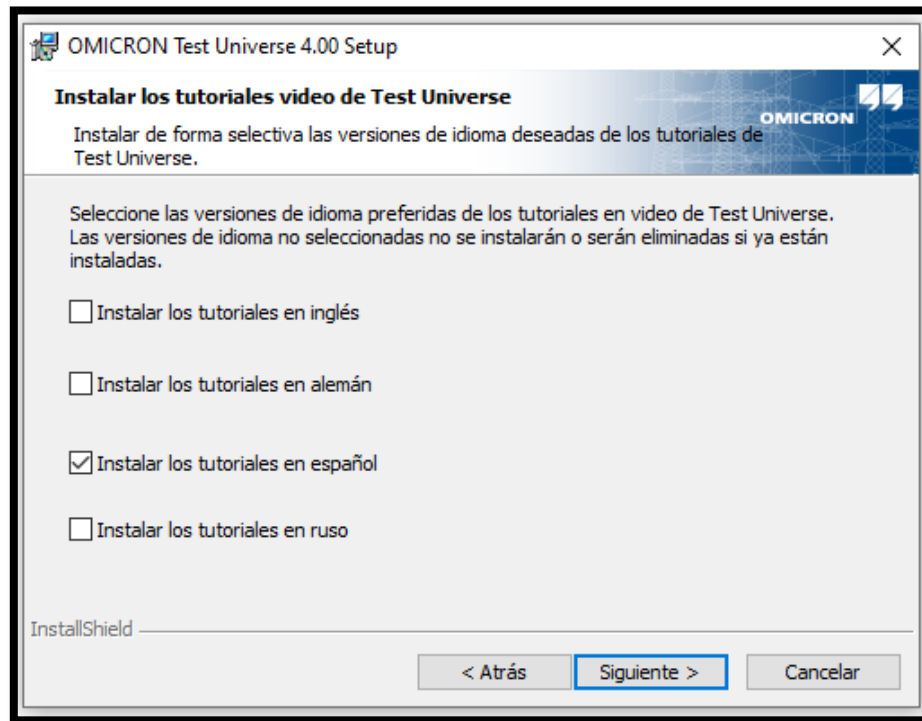 OMICRON Test Universe 4.00 Setup
Instalar los tutoriales video de Test Universe
Instalar de forma selectiva las versiones de idioma deseadas de los tutoriales de
Test Universe.
OMICRON
Seleccione las versiones de idioma preferidas de los tutoriales en video de Test Universe.
Las versiones de idioma no seleccionadas no se instalarán o serán eliminadas si ya están
instaladas.
Instalar los tutoriales en inglés
Instalar los tutoriales en alemán
Instalar los tutoriales en español
Instalar los tutoriales en ruso
InstallShield
< Atrás
Siguiente >
Cancelar